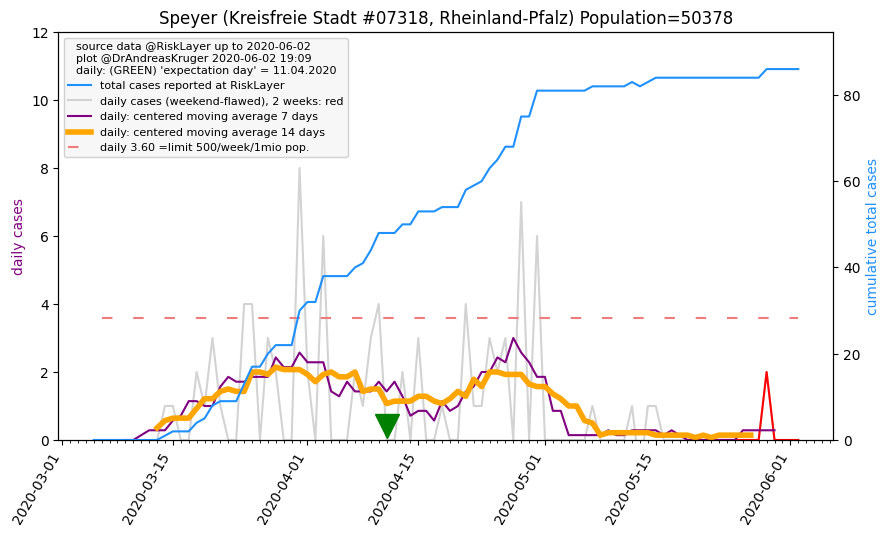 Speyer (Kreisfreie Stadt #07318, Rheinland-Pfalz) Population=50378
source data @RiskLayer up to 2020-06-02
plot @DrAndreasKruger 2020-06-02 19:09
daily: (GREEN) 'expectation day' = 11.04.2020
total cases reported at RiskLayer
daily cases (weekend-flawed), 2 weeks: red
daily: centered moving average 7 days
daily: centered moving average 14 days
daily 3.60 =limit 500/week/1mio pop.
daily cases
12
10
8
6
4
2
0
cumulative total cases
80
60
40
20
0
2020-03-01
2020-03-15
2020-04-01
2020-04-15
2020-05-01
2020-05-15
2020-06-01